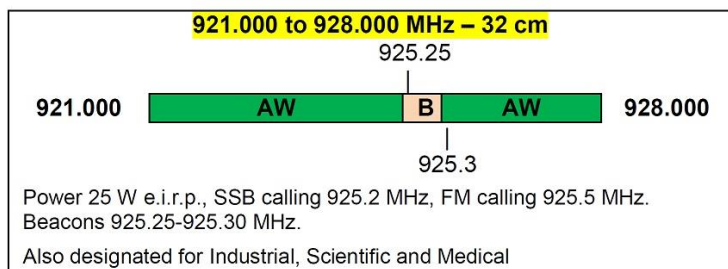 921.000 to 928.000 MHz – 32 cm
925.25
921.000 AW B AW 928.000
925.3
Power 25 W e.i.r.p., SSB calling 925.2 MHz, FM calling 925.5 MHz.
Beacons 925.25-925.30 MHz.
Also designated for Industrial, Scientific and Medical